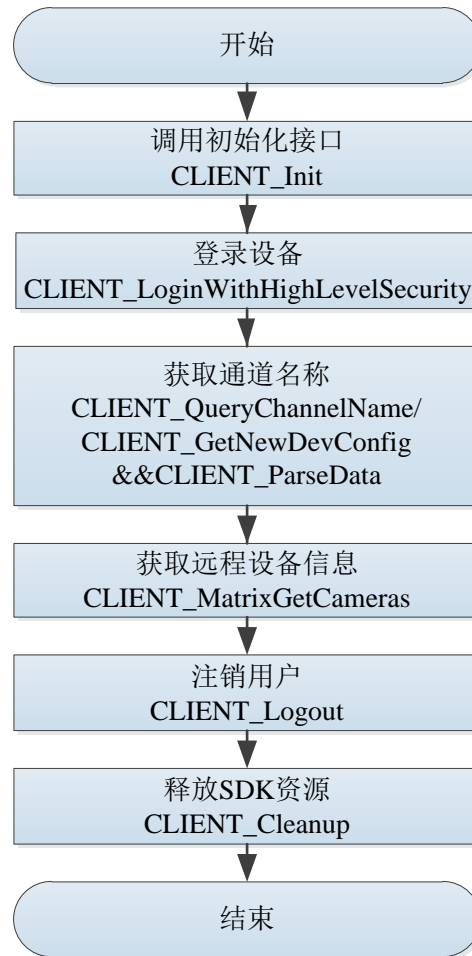 开始
调用初始化接口
CLIENT_Init
登录设备
CLIENT_LoginWithHighLevelSecurity
获取通道名称
CLIENT_QueryChannelName/
CLIENT_GetNewDevConfig
&&CLIENT_ParseData
获取远程设备信息
CLIENT_MatrixGetCameras
注销用户
CLIENT_Logout
释放SDK资源
CLIENT_Cleanup
结束